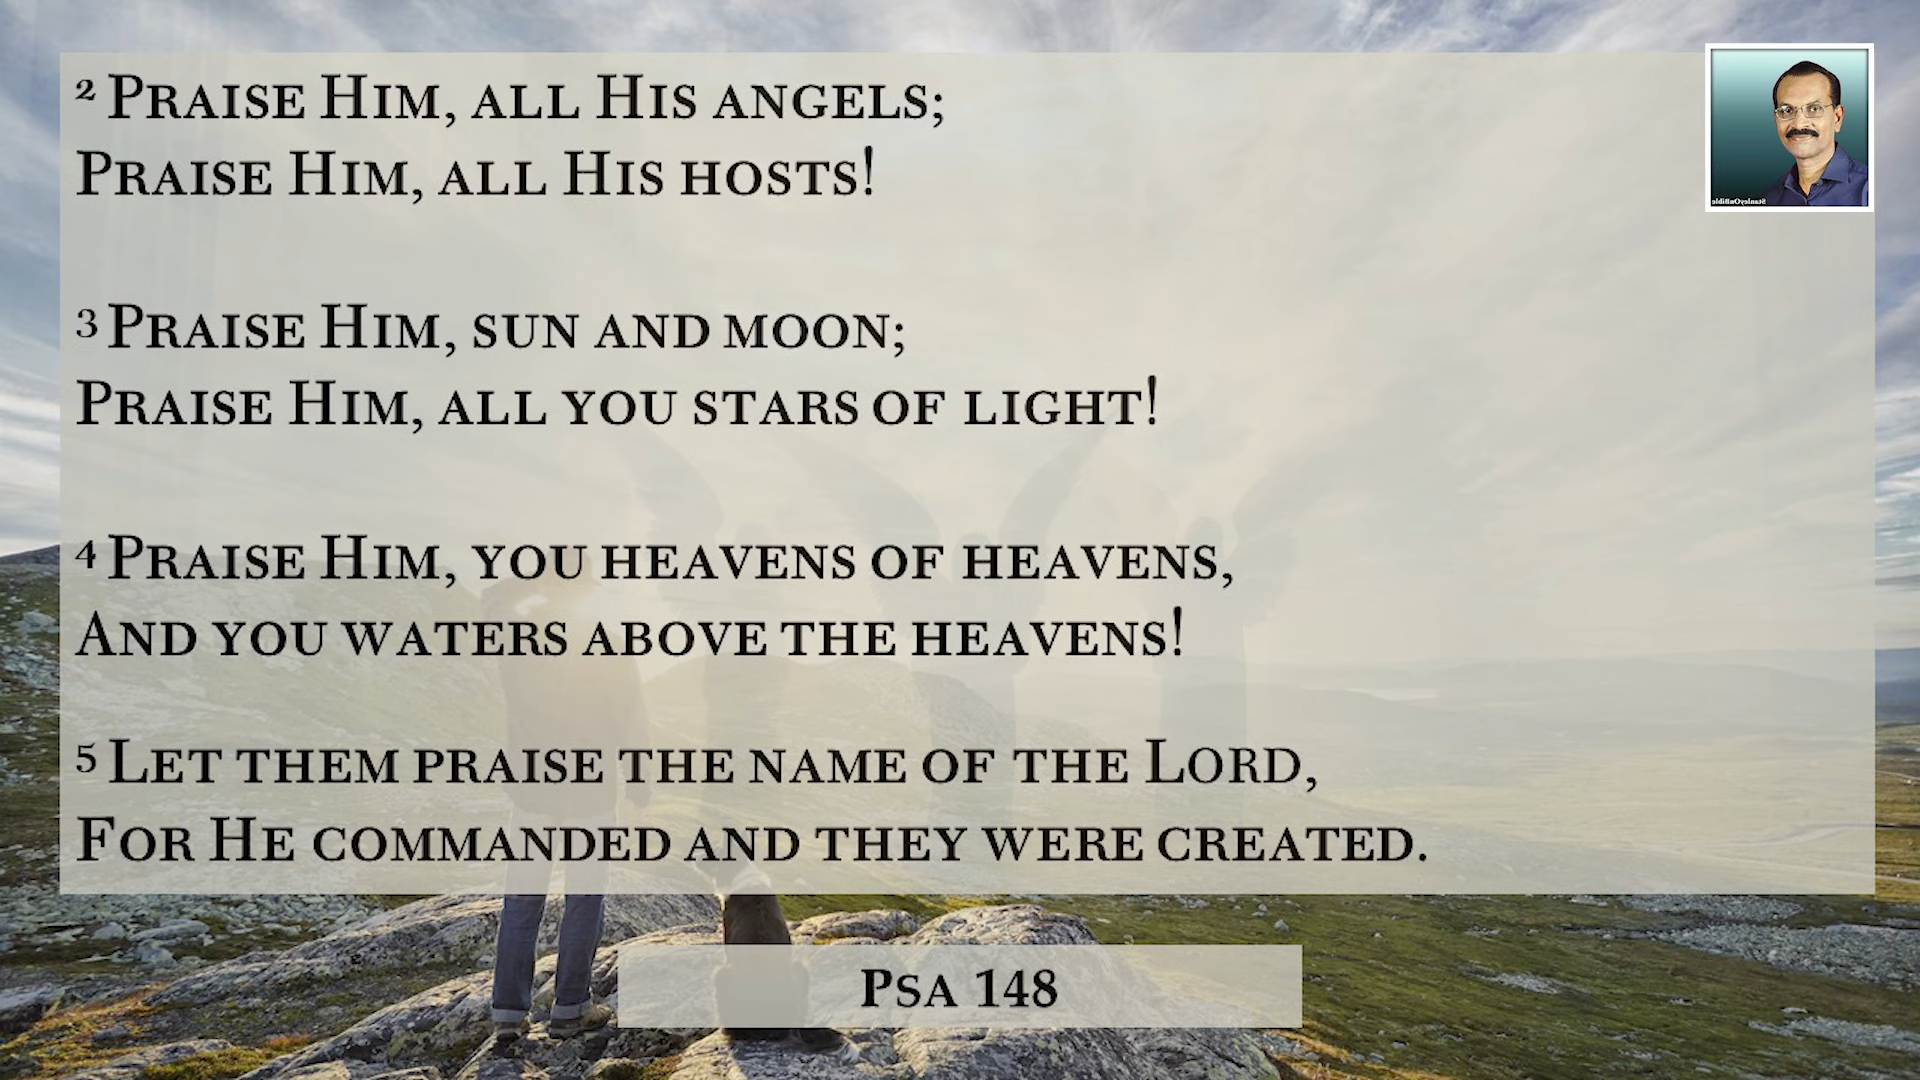 ² Praise Him, all His angels;
Praise Him, all His hosts!
³ Praise Him, sun and moon;
Praise Him, all you stars of light!
⁴ Praise Him, you heavens of heavens,
And you waters above the heavens!
⁵ Let them praise the name of the Lord,
For He commanded and they were created.
Psa 148
StanleyOnBible